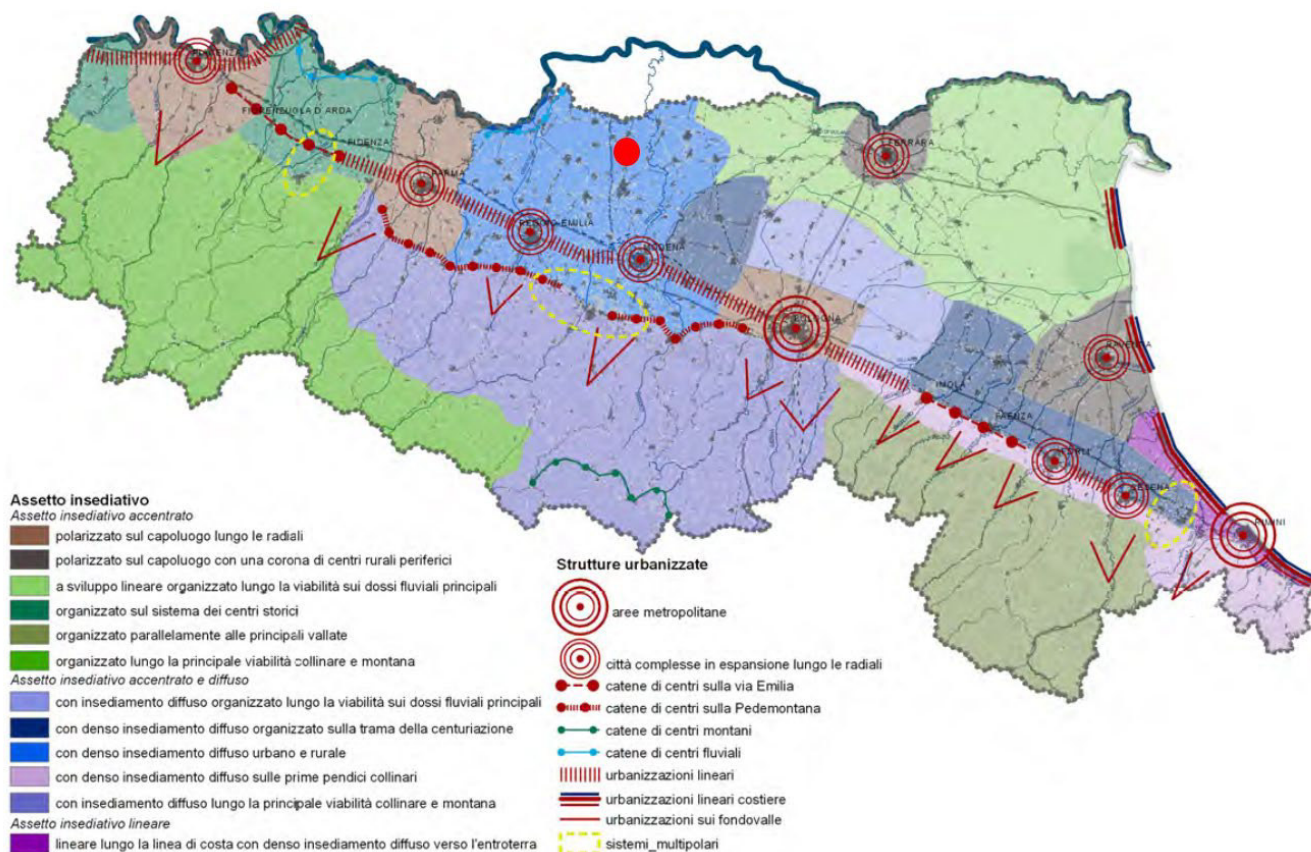 PIACENZA
FIORENZUOLA D'ARDA
FIDENZA
PARMA
REGGIO EMILIA
MODENA
FERRARA
BOLOGNA
RAVENNA
IMOLA
FAENZA
FORLI
CESENA
RIMINI
Assetto insediativo
Assetto insediativo accentrato
polarizzato sul capoluogo lungo le radiali
polarizzato sul capoluogo con una corona di centri rurali periferici
a sviluppo lineare organizzato lungo la viabilità sui dossi fluviali principali
organizzato sul sistema dei centri storici
organizzato parallelamente alle principali vallate
organizzato lungo la principale viabilità collinare e montana
Assetto insediativo accentrato e diffuso
con insediamento diffuso organizzato lungo la viabilità sui dossi fluviali principali
con denso insediamento diffuso organizzato sulla trama della centuriazione
con denso insediamento diffuso urbano e rurale
con denso insediamento diffuso sulle prime pendici collinari
con insediamento diffuso lungo la principale viabilità collinare e montana
Assetto insediativo lineare
lineare lungo la linea di costa con denso insediamento diffuso verso l'entroterra
Strutture urbanizzate
aree metropolitane
città complesse in espansione lungo le radiali
catene di centri sulla via Emilia
catene di centri sulla Pedemontana
catene di centri montani
catene di centri fluviali
urbanizzazioni lineari
urbanizzazioni lineari costiere
urbanizzazioni sui fondovalle
sistemi_multipolari